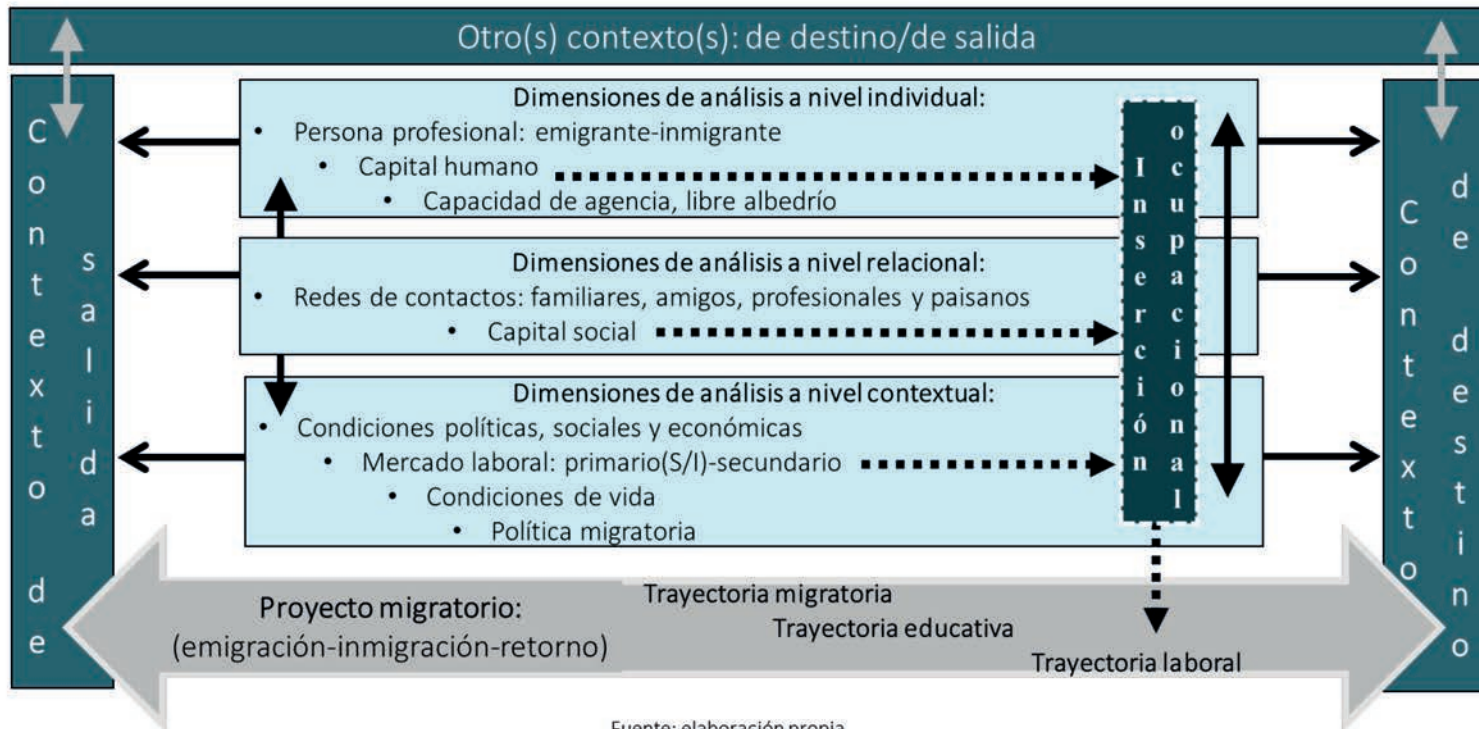 Otro(s) contexto(s): de destino/de salida
Contexto de
salida
Dimensiones de análisis a nivel individual:
• Persona profesional: emigrante-inmigrante
• Capital humano
• Capacidad de agencia, libre albedrío
Dimensiones de análisis a nivel relacional:
• Redes de contactos: familiares, amigos, profesionales y paisanos
• Capital social
Dimensiones de análisis a nivel contextual:
• Condiciones políticas, sociales y económicas
• Mercado laboral: primario(S/I)-secundario
• Condiciones de vida
• Política migratoria
Inserción
ocupacional
Contexto
de destino
Proyecto migratorio:
(emigración-inmigración-retorno)
Trayectoria migratoria
Trayectoria educativa
Trayectoria laboral
Fuente: elaboración propia